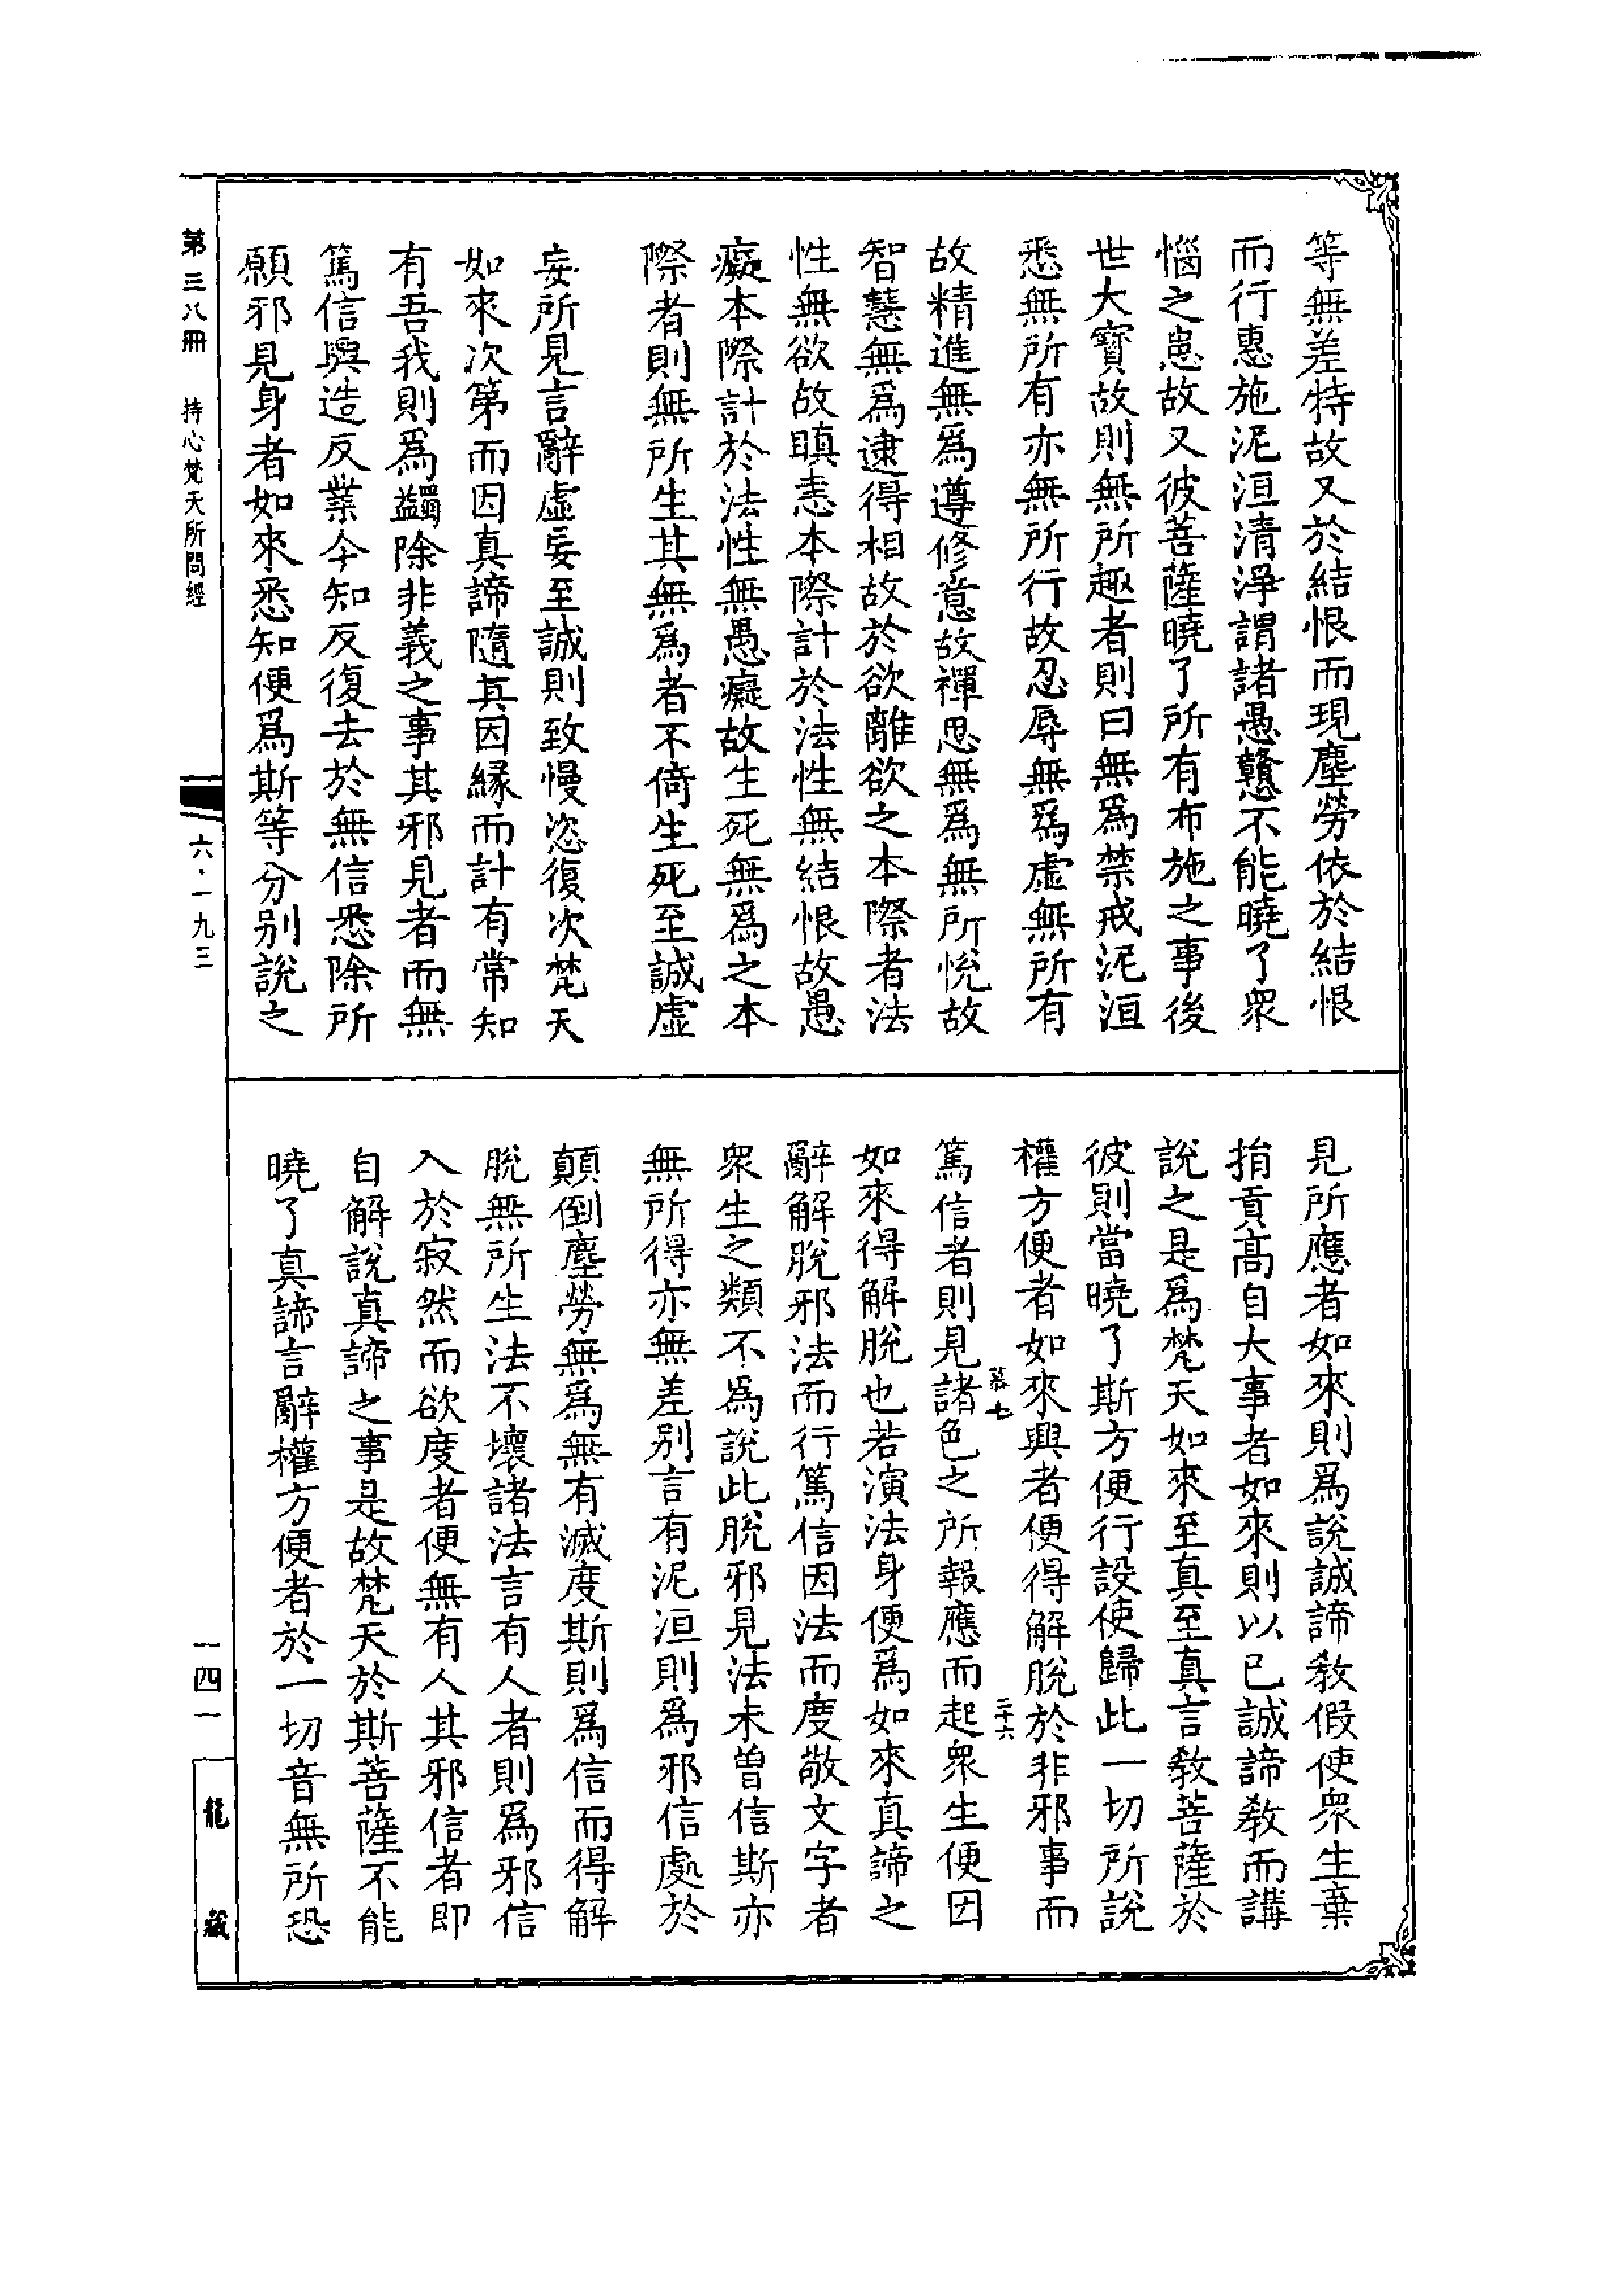 等無差特故又於結恨而現塵勞依於結恨
而行惠施泥洹清淨謂諸愚戇不能曉了衆
惱之患故又彼菩薩曉了所有布施之事後
世大寶故則無所趣者則曰無爲禁戒泥洹
悉無所有亦無所行故忍辱無爲虛無所有
故精進無爲遵修意故禪思無爲無所悅故
智慧無爲逮得相故於欲離欲之本際者法
性無欲故瞋恚本際計於法性無結恨故愚
癡本際計於法性無愚癡故生死無爲之本
際者則無所生其無爲者不倚生死至誠虛
妄所見言辭虛妄至誠則致慢恣復次梵天
如來次第而因真諦隨其因緣而計有常知
有吾我則爲蠲除非義之事其邪見者而無
篤信興造反業令知反復去於無信悉除所
願邪見身者如來悉知便爲斯等分别說之
見所應者如來則爲說誠諦教假使衆生棄
捐貢高自大事者如來則以已誠諦教而講
說之是爲梵天如來至真至真言教菩薩於
彼則當曉了斯方便行設使歸此一切所說
權方便者如來興者便得解脫於非邪事而
慕七
二十六
篤信者則見諸色之所報應而起衆生便因
如來得解脫也若演法身便爲如來真諦之
辭解脫邪法而行篤信因法而度敬文字者
衆生之類不爲說此脫邪見法未曾信斯亦
無所得亦無差别言有泥洹則爲邪信處於
顛倒塵勞無爲無有滅度斯則爲信而得解
脫無所生法不壞諸法言有人者則爲邪信
入於寂然而欲度者便無有人其邪信者即
自解說真諦之事是故梵天於斯菩薩不能
曉了真諦言辭權方便者於一切音無所恐
第三八冊 持心梵天所問經
六·一九三
一四一
龍藏